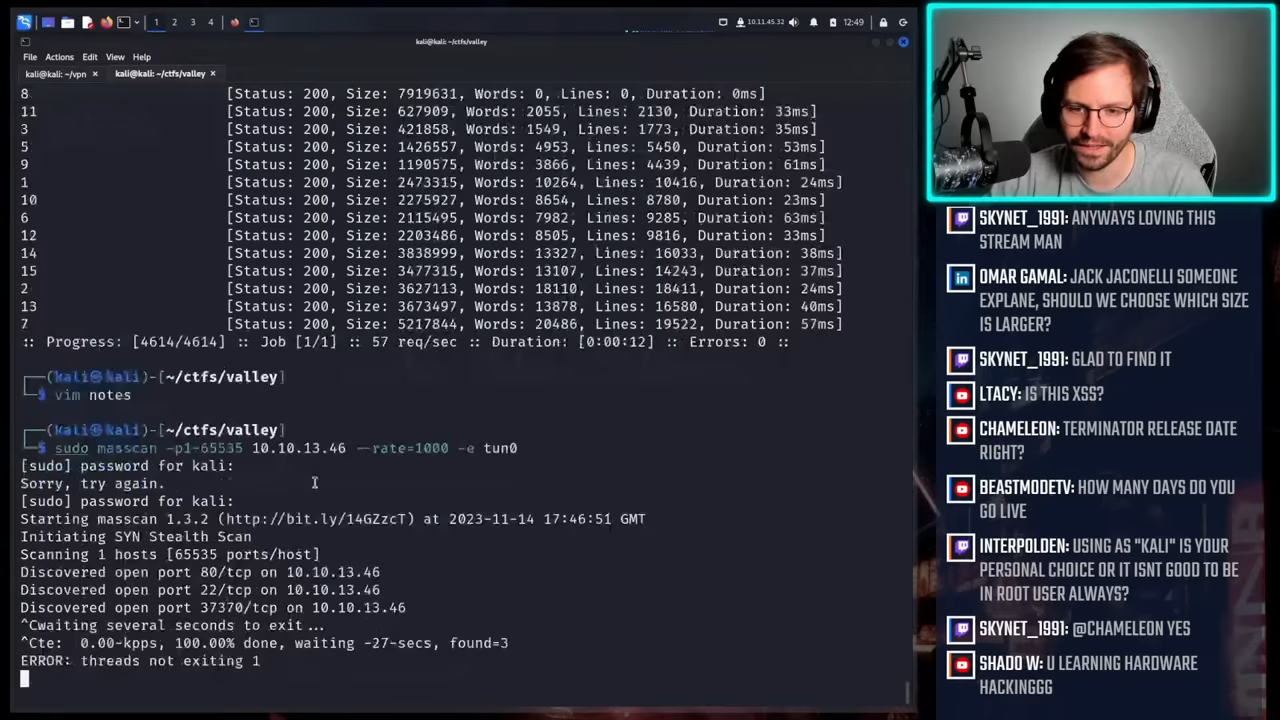 1 2 3 4
10.11.45.32
12:49
kali@kali: ~/ctfs/valley
File Actions Edit View Help
kali@kali: ~/vpn × kali@kali: ~/ctfs/valley ×
8 [Status: 200, Size: 7919631, Words: 0, Lines: 0, Duration: 0ms]
11 [Status: 200, Size: 627909, Words: 2055, Lines: 2130, Duration: 33ms]
3 [Status: 200, Size: 421858, Words: 1549, Lines: 1773, Duration: 35ms]
5 [Status: 200, Size: 1426557, Words: 4953, Lines: 5450, Duration: 53ms]
9 [Status: 200, Size: 1190575, Words: 3866, Lines: 4439, Duration: 61ms]
1 [Status: 200, Size: 2473315, Words: 10264, Lines: 10416, Duration: 24ms]
10 [Status: 200, Size: 2275927, Words: 8654, Lines: 8780, Duration: 23ms]
6 [Status: 200, Size: 2115495, Words: 7982, Lines: 9285, Duration: 63ms]
12 [Status: 200, Size: 2203486, Words: 8505, Lines: 9816, Duration: 33ms]
14 [Status: 200, Size: 3838999, Words: 13327, Lines: 16033, Duration: 38ms]
15 [Status: 200, Size: 3477315, Words: 13107, Lines: 14243, Duration: 37ms]
2 [Status: 200, Size: 3627113, Words: 18110, Lines: 18411, Duration: 24ms]
13 [Status: 200, Size: 3673497, Words: 13878, Lines: 16580, Duration: 40ms]
7 [Status: 200, Size: 5217844, Words: 20486, Lines: 19522, Duration: 57ms]
:: Progress: [4614/4614] :: Job [1/1] :: 57 req/sec :: Duration: [0:00:12] :: Errors: 0 ::
┌──(kali㉿kali)-[~/ctfs/valley]
└─$ vim notes
┌──(kali㉿kali)-[~/ctfs/valley]
└─$ sudo masscan -p1-65535 10.10.13.46 --rate=1000 -e tun0
[sudo] password for kali:
Sorry, try again.
[sudo] password for kali:
Starting masscan 1.3.2 (http://bit.ly/14GZzcT) at 2023-11-14 17:46:51 GMT
Initiating SYN Stealth Scan
Scanning 1 hosts [65535 ports/host]
Discovered open port 80/tcp on 10.10.13.46
Discovered open port 22/tcp on 10.10.13.46
Discovered open port 37370/tcp on 10.10.13.46
^Cwaiting several seconds to exit...
^Cte: 0.00-kpps, 100.00% done, waiting -27-secs, found=3
ERROR: threads not exiting 1
SKYNET_1991: ANYWAYS LOVING THIS
STREAM MAN
OMAR GAMAL: JACK JACONELLI SOMEONE
EXPLANE, SHOULD WE CHOOSE WHICH SIZE
IS LARGER?
SKYNET_1991: GLAD TO FIND IT
LTACY: IS THIS XSS?
CHAMELEON: TERMINATOR RELEASE DATE
RIGHT?
BEASTMODETV: HOW MANY DAYS DO YOU
GO LIVE
INTERPOLDEN: USING AS "KALI" IS YOUR
PERSONAL CHOICE OR IT ISNT GOOD TO BE
IN ROOT USER ALWAYS?
SKYNET_1991: @CHAMELEON YES
SHADO W: U LEARNING HARDWARE
HACKINGGG